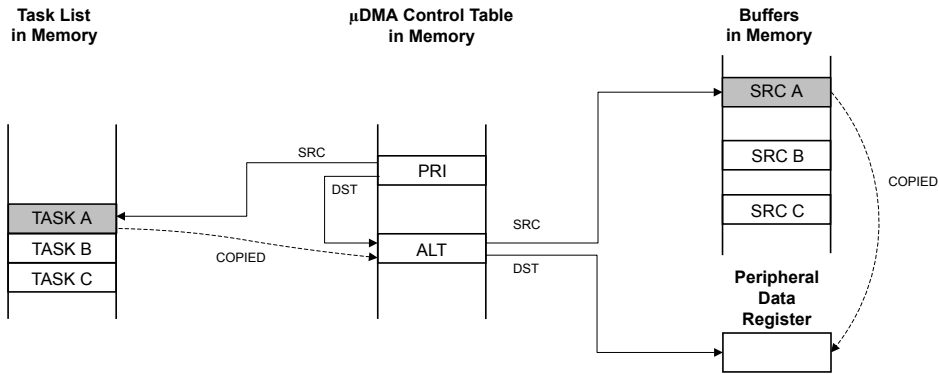 Task List
in Memory
µDMA Control Table
in Memory
Buffers
in Memory
SRC A
SRC
PRI
SRC B
COPIED
DST
SRC C
TASK A
SRC
TASK B
COPIED
ALT
DST
TASK C
Peripheral
Data
Register